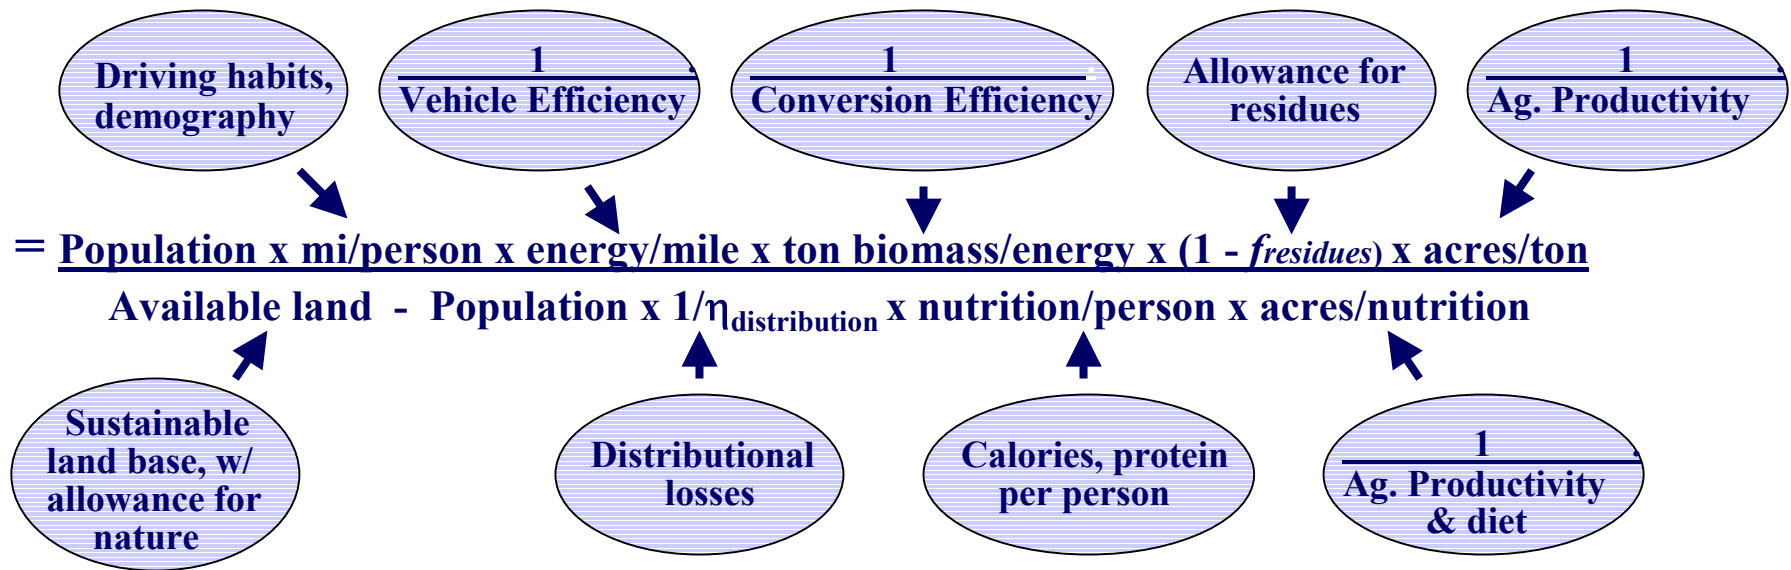 Driving habits,
demography
1
Vehicle Efficiency
1
Conversion Efficiency
Allowance for
residues
1
Ag. Productivity
= Population x mi/person x energy/mile x ton biomass/energy x (1 - fresidues) x acres/ton
Available land - Population x 1/ηdistribution x nutrition/person x acres/nutrition
Sustainable
land base, w/
allowance for
nature
Distributional
losses
Calories, protein
per person
1
Ag. Productivity
& diet